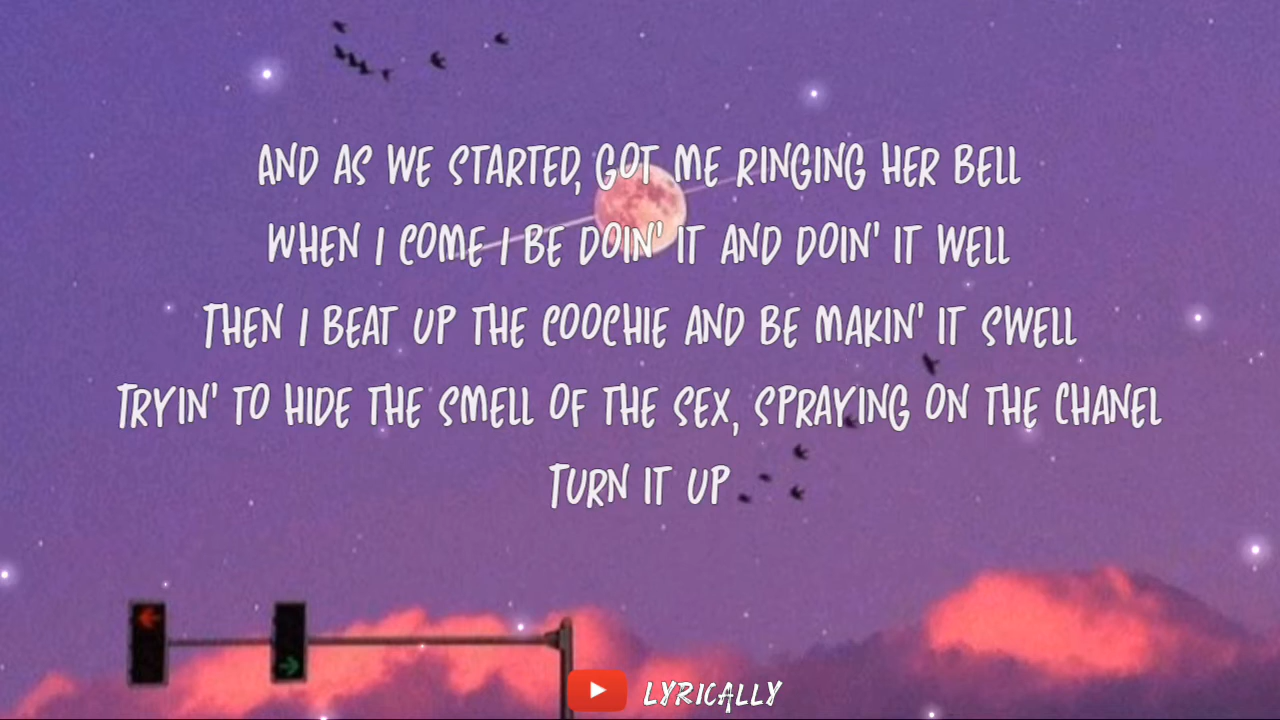 AND AS WE STARTED, GOT ME RINGING HER BELL
WHEN I COME I BE DOIN' IT AND DOIN' IT WELL
THEN I BEAT UP THE COOCHIE AND BE MAKIN' IT SWELL
TRYIN' TO HIDE THE SMELL OF THE SEX, SPRAYING ON THE CHANEL
TURN IT UP
LYRICALLY